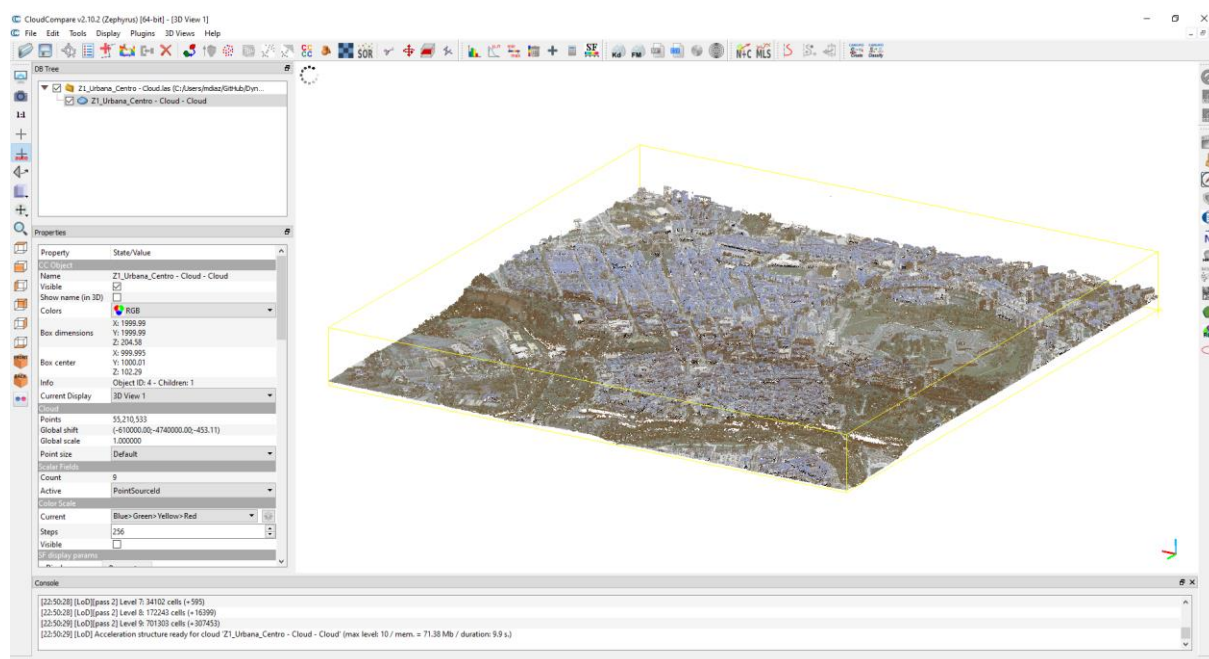 CloudCompare v2.10.2 (Zephyrus) [64-bit] - [3D View 1]
File Edit Tools Display Plugins 3D Views Help
SOR SF Kd FM N+C MLS
DB Tree
Z1_Urbana_Centro - Cloud.las (C:/Users/mdiaz/GitHub/Dyn...
Z1_Urbana_Centro - Cloud - Cloud
1:1
Properties
Property State/Value
CC Object
Name Z1_Urbana_Centro - Cloud - Cloud
Visible
Show name (in 3D)
Colors RGB
Box dimensions X: 1999.99
Y: 1999.99
Z: 204.58
Box center X: 999.995
Y: 1000.01
Z: 102.29
Info Object ID: 4 - Children: 1
Current Display 3D View 1
Cloud
Points 55,210,533
Global shift (-610000.00;-4740000.00;-453.11)
Global scale 1.000000
Point size Default
Scalar Fields
Count 9
Active PointSourceId
Color Scale
Current Blue>Green>Yellow>Red
Steps 256
Visible
SF display params
Console
[22:50:28] [LoD][pass 2] Level 7: 34102 cells (+595)
[22:50:28] [LoD][pass 2] Level 8: 172243 cells (+16399)
[22:50:29] [LoD][pass 2] Level 9: 701303 cells (+307453)
[22:50:29] [LoD] Acceleration structure ready for cloud 'Z1_Urbana_Centro - Cloud - Cloud' (max level: 10 / mem. = 71.38 Mb / duration: 9.9 s.)